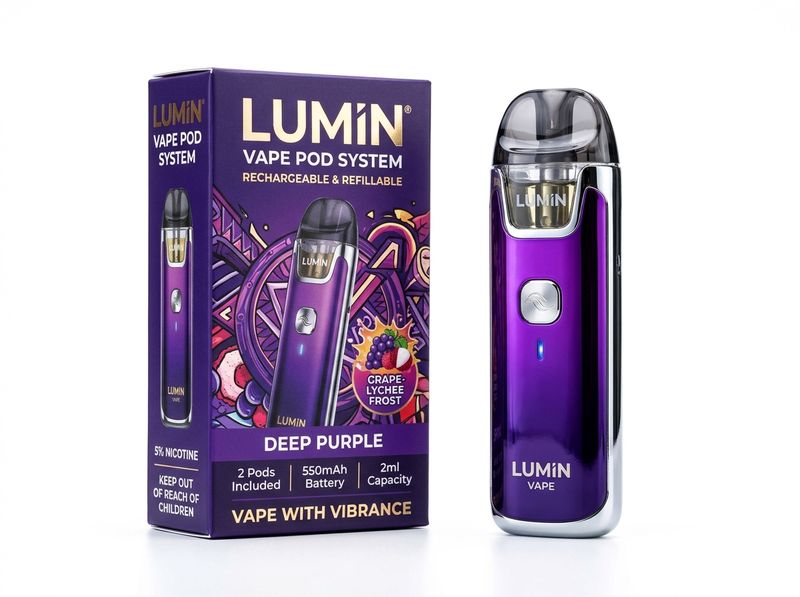 LUMiN®
VAPE POD
SYSTEM
LUMiN
LUMiN
VAPE
5% NICOTINE
KEEP OUT
OF REACH OF
CHILDREN
LUMiN®
VAPE POD SYSTEM
RECHARGEABLE & REFILLABLE
LUMiN
GRAPE-
LYCHEE
FROST
LUMiN
DEEP PURPLE
2 Pods
Included
550mAh
Battery
2ml
Capacity
VAPE WITH VIBRANCE
LUMiN
LUMiN
VAPE